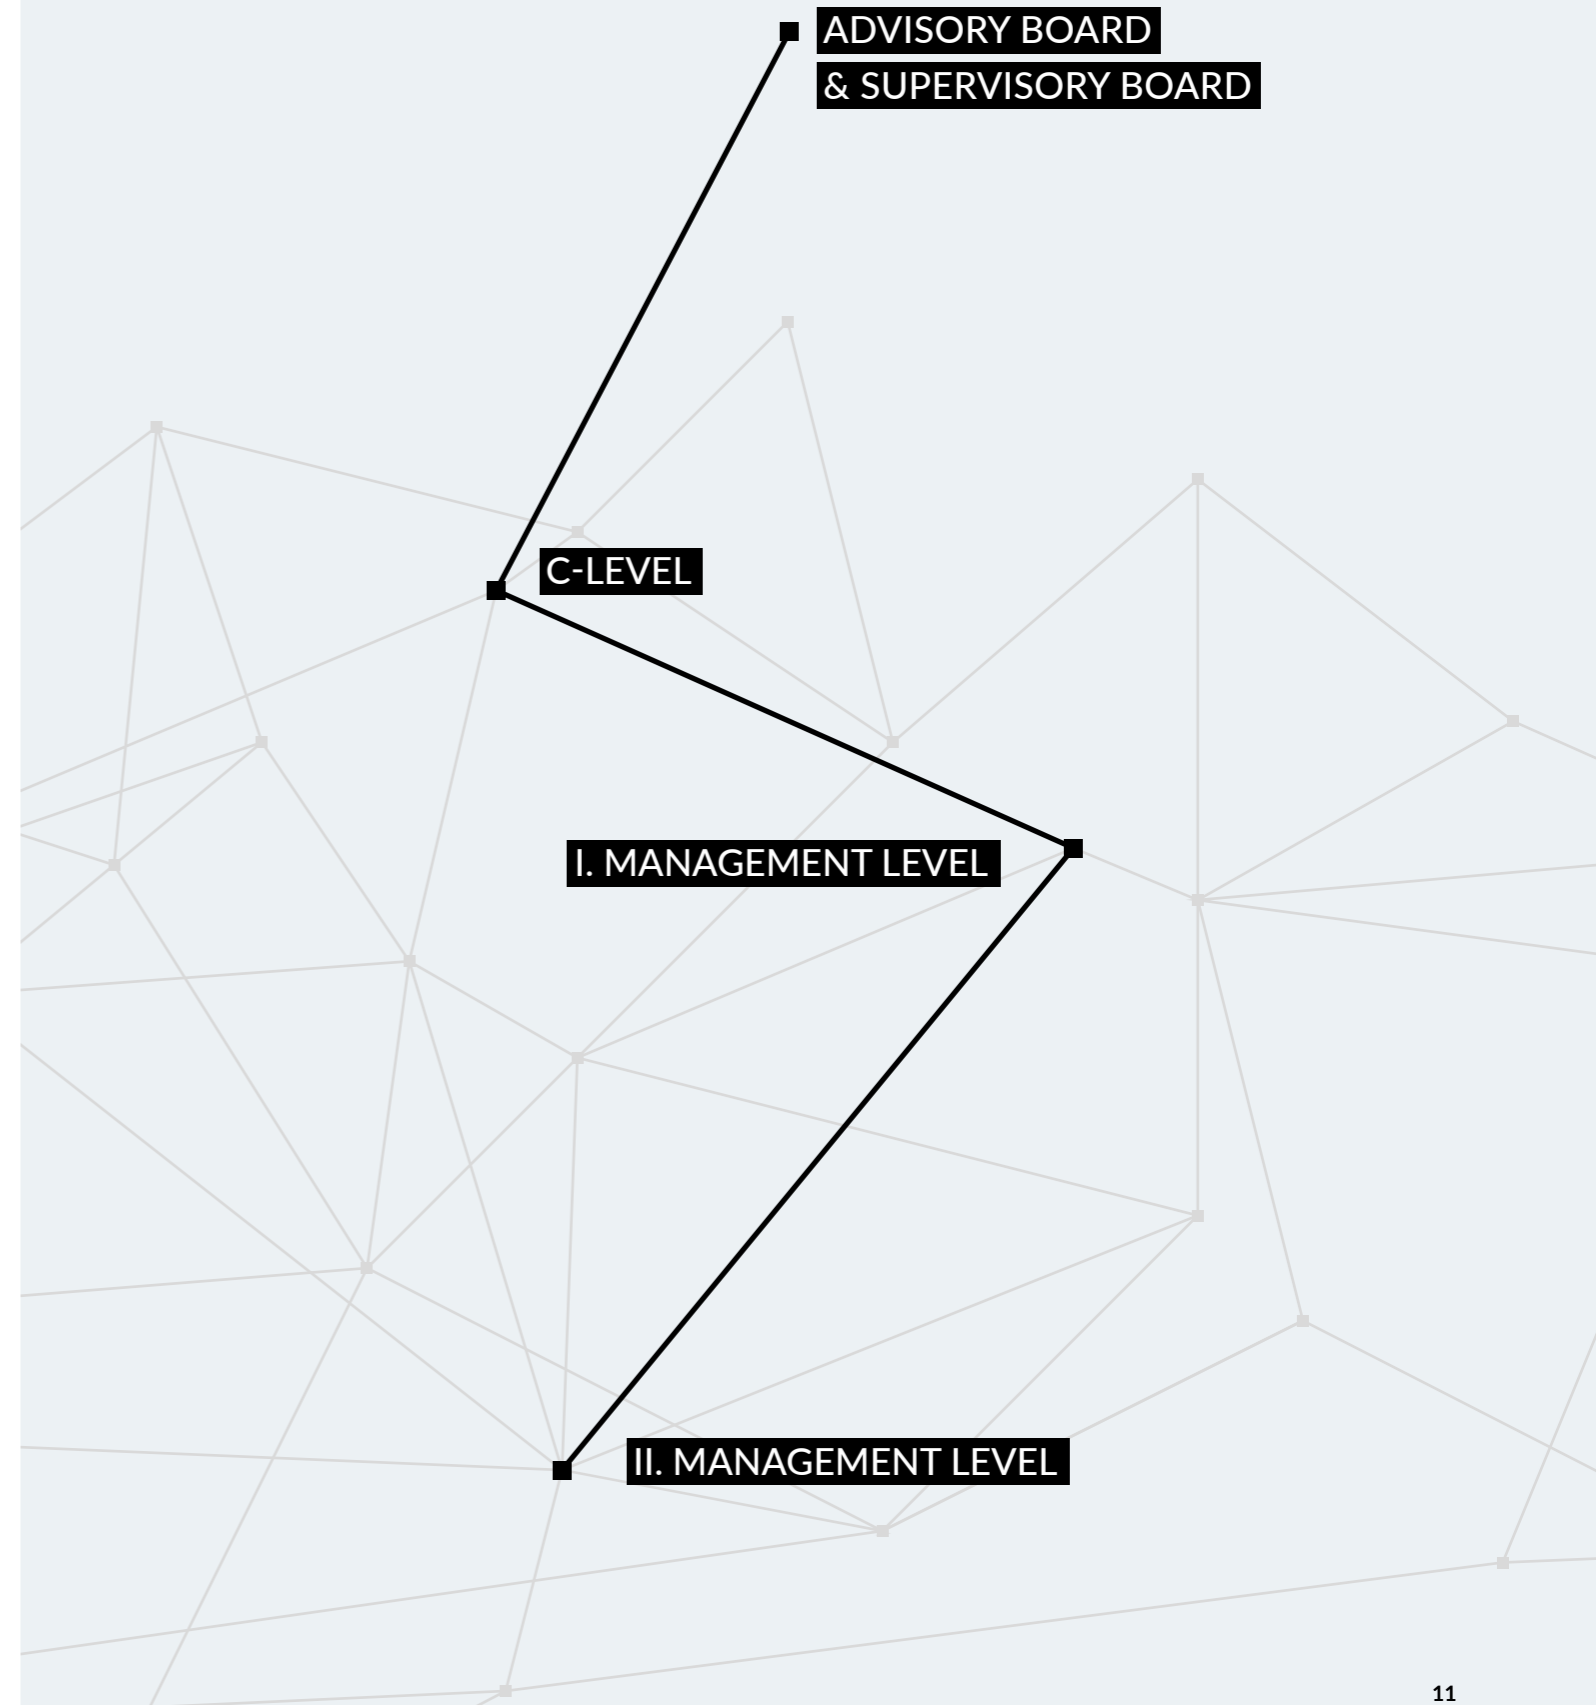 ADVISORY BOARD
& SUPERVISORY BOARD
C-LEVEL
I. MANAGEMENT LEVEL
II. MANAGEMENT LEVEL
11